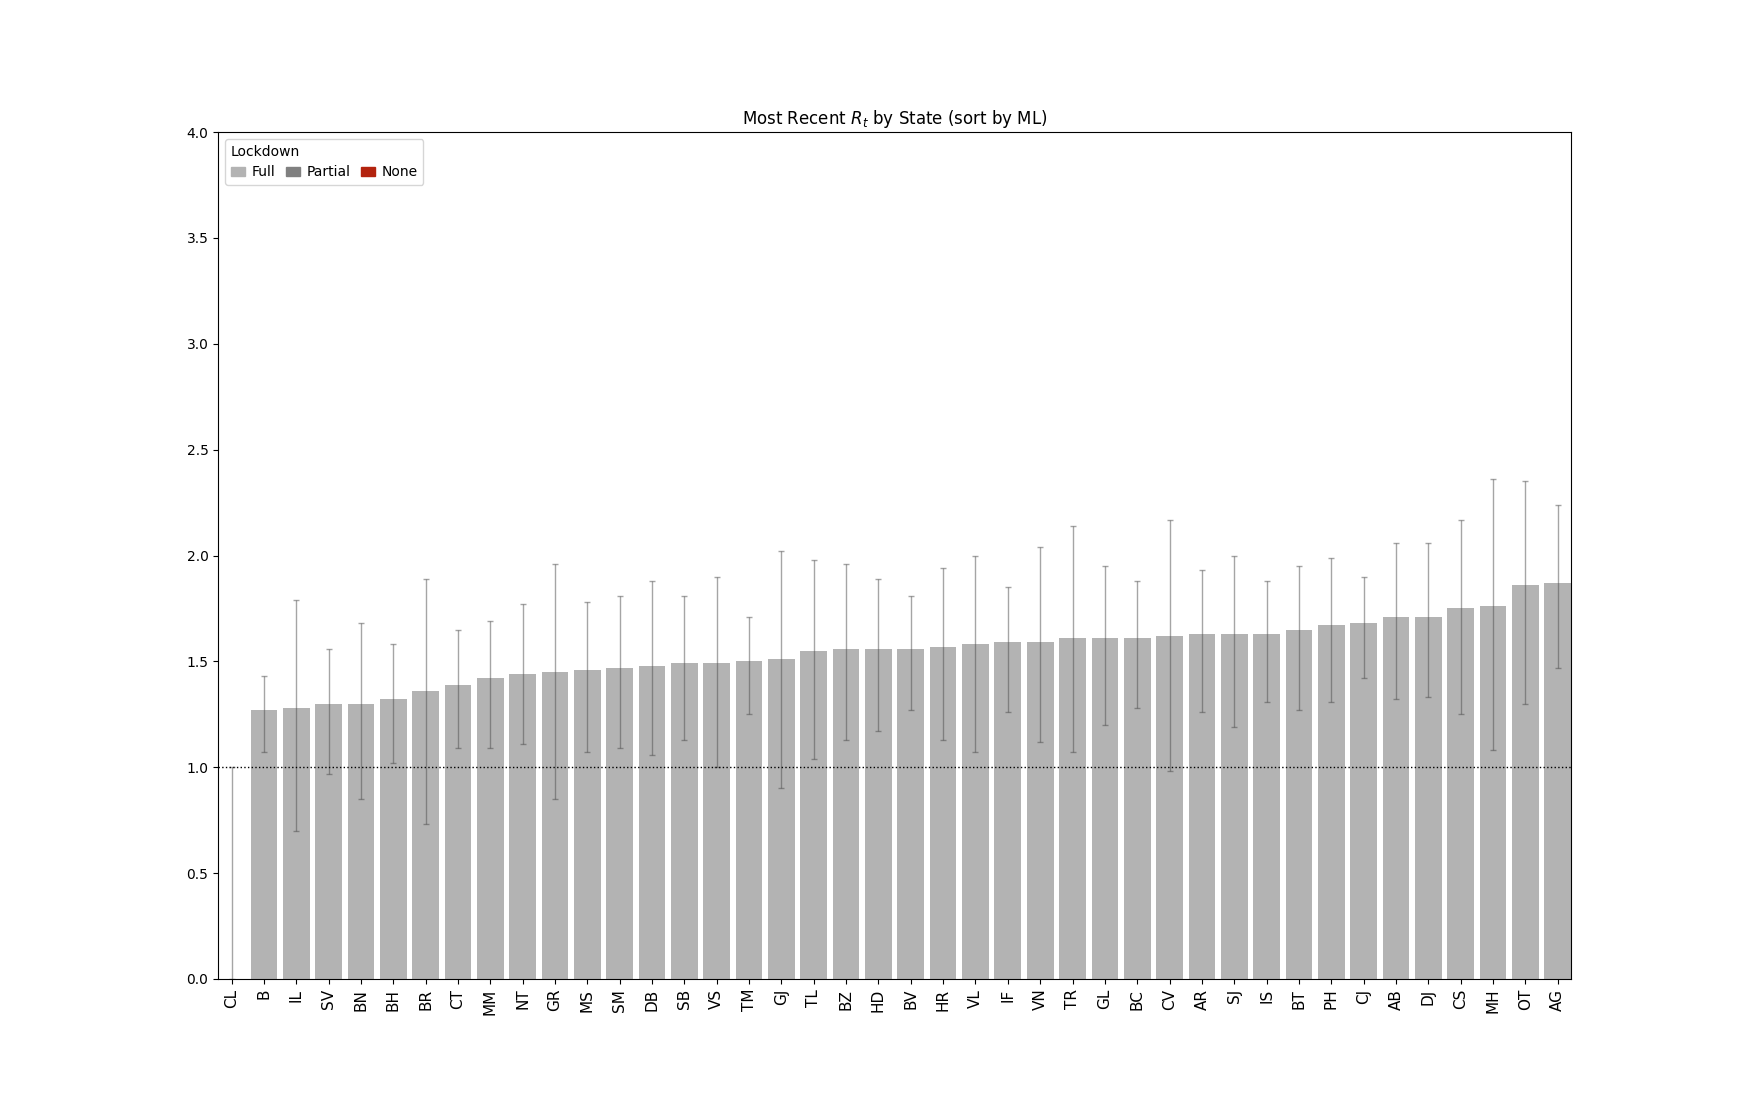 Most Recent R_t by State (sort by ML)
Lockdown
Full Partial None
4.0
3.5
3.0
2.5
2.0
1.5
1.0
0.5
0.0
CL B IL SV BN BH BR CT MM NT GR MS SM DB SB VS TM GJ TL BZ HD BV HR VL IF VN TR GL BC CV AR SJ IS BT PH CJ AB DJ CS MH OT AG